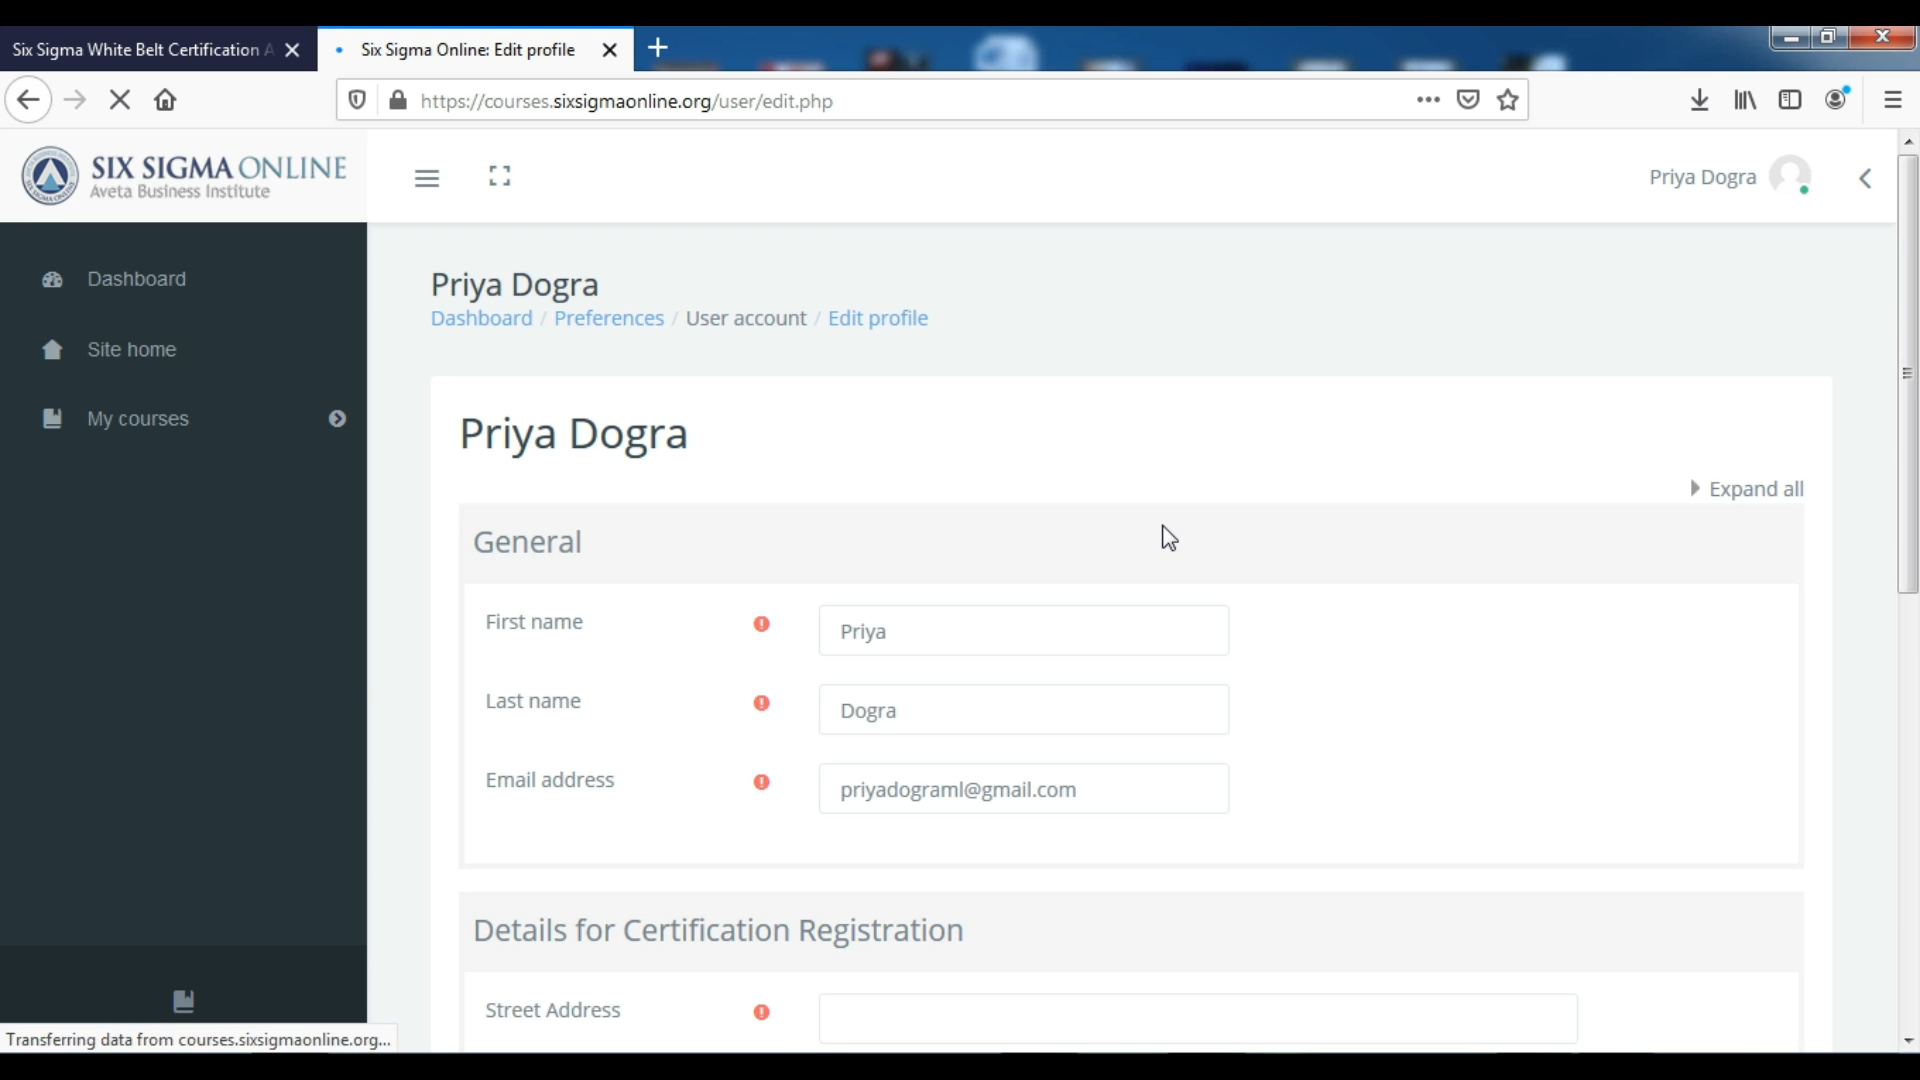 Six Sigma White Belt Certification A
Six Sigma Online: Edit profile
https://courses.sixsigmaonline.org/user/edit.php
SIX SIGMA ONLINE
Aveta Business Institute
Priya Dogra
Dashboard
Site home
My courses
Priya Dogra
Dashboard / Preferences / User account / Edit profile
Priya Dogra
Expand all
General
First name
Priya
Last name
Dogra
Email address
priyadograml@gmail.com
Details for Certification Registration
Street Address
Transferring data from courses.sixsigmaonline.org...